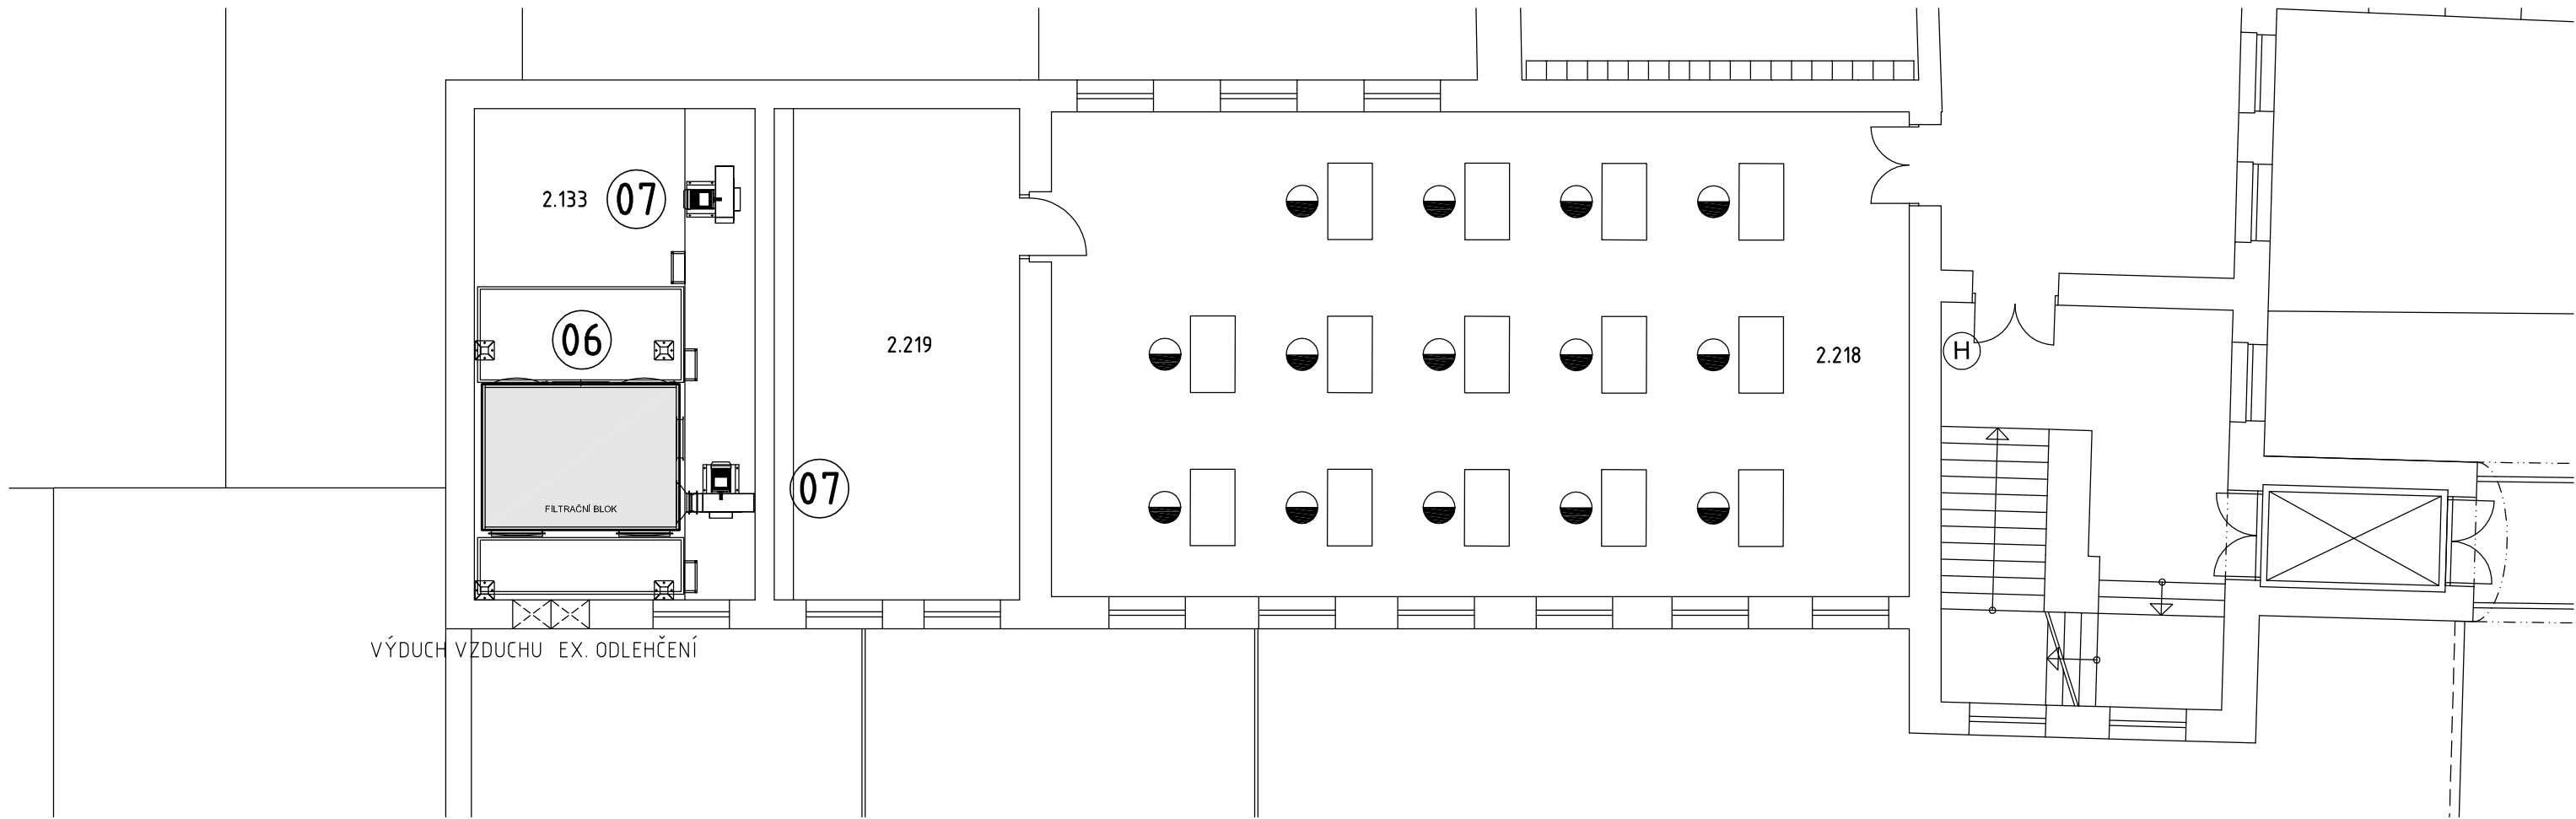 2.133
07
06
2.219
2.218
H
07
FILTRAČNÍ BLOK
VÝDUCH VZDUCHU EX. ODLEHČENÍ